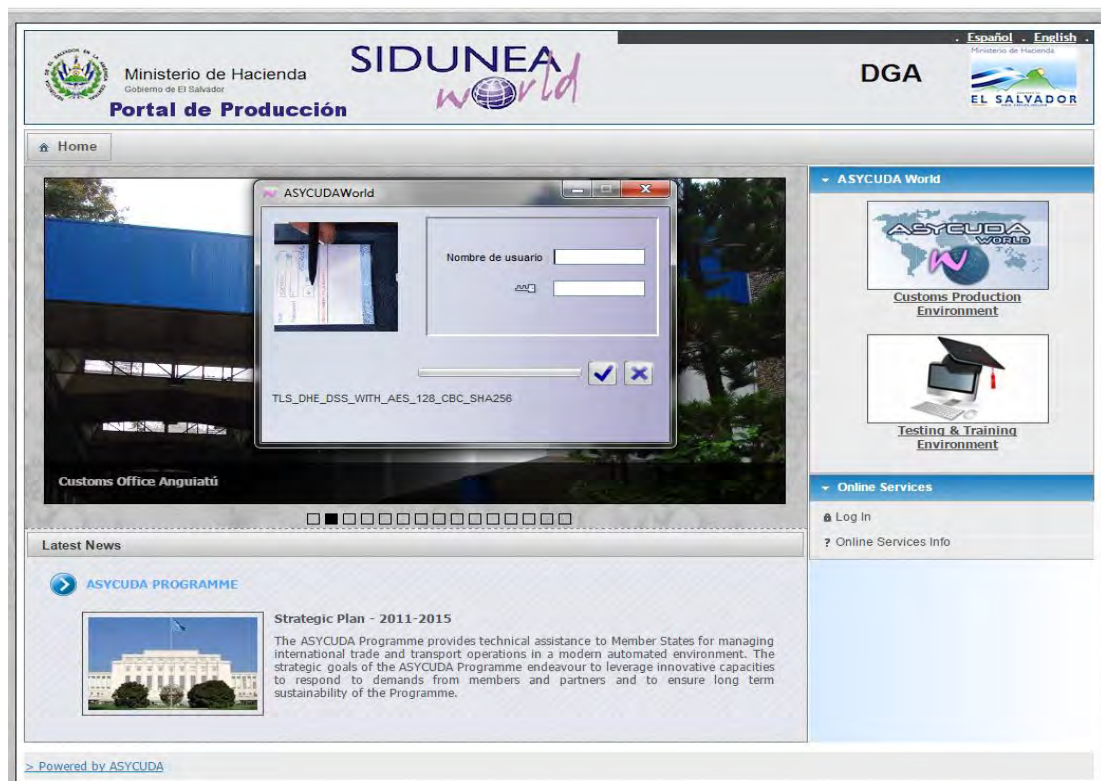 . Español . English .
Ministerio de Hacienda
Gobierno de El Salvador
Portal de Producción
SIDUNEA
world
DGA
Ministerio de Hacienda
EL SALVADOR
Home
ASYCUDAWorld
Nombre de usuario
TLS_DHE_DSS_WITH_AES_128_CBC_SHA256
Customs Office Anguiatú
ASYCUDA World
ASYCUDA
WORLD
Customs Production
Environment
Testing & Training
Environment
Online Services
Log In
? Online Services Info
Latest News
ASYCUDA PROGRAMME
Strategic Plan - 2011-2015
The ASYCUDA Programme provides technical assistance to Member States for managing
international trade and transport operations in a modern automated environment. The
strategic goals of the ASYCUDA Programme endeavour to leverage innovative capacities
to respond to demands from members and partners and to ensure long term
sustainability of the Programme.
> Powered by ASYCUDA